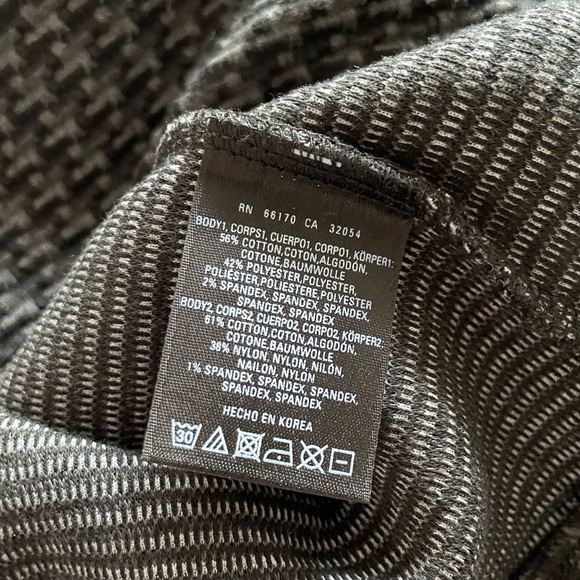 RN 66170 CA 32054
BODY1, CORPS1, CUERPO1, CORPO1, KÖRPER1:
56% COTTON,COTON,ALGODÓN,
COTONE,BAUMWOLLE
42% POLYESTER,POLYESTER,
POLIÉSTER,POLIESTERE,POLYESTER
2% SPANDEX, SPANDEX, SPANDEX,
SPANDEX, SPANDEX
BODY2, CORPS2, CUERPO2, CORPO2, KÖRPER2:
61% COTTON,COTON,ALGODÓN,
COTONE,BAUMWOLLE
38% NYLON, NYLON, NILÓN,
NAILON, NYLON
1% SPANDEX, SPANDEX, SPANDEX,
SPANDEX, SPANDEX
HECHO EN KOREA
30